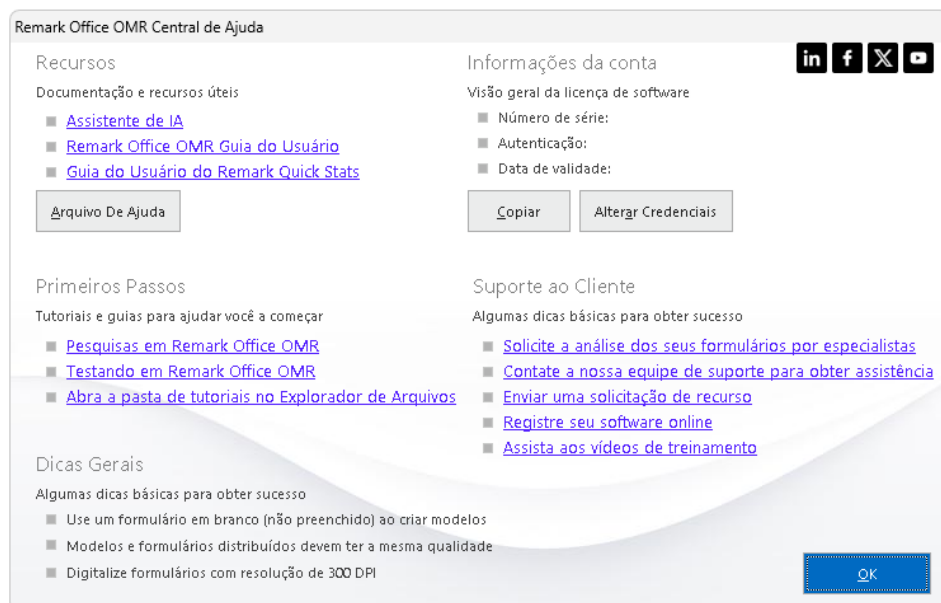 Remark Office OMR Central de Ajuda
Recursos
Documentação e recursos úteis
Assistente de IA
Remark Office OMR Guia do Usuário
Guia do Usuário do Remark Quick Stats
Arquivo De Ajuda
Informações da conta
Visão geral da licença de software
Número de série:
Autenticação:
Data de validade:
Copiar
Alterar Credenciais
Primeiros Passos
Tutoriais e guias para ajudar você a começar
Pesquisas em Remark Office OMR
Testando em Remark Office OMR
Abra a pasta de tutoriais no Explorador de Arquivos
Suporte ao Cliente
Algumas dicas básicas para obter sucesso
Solicite a análise dos seus formulários por especialistas
Contate a nossa equipe de suporte para obter assistência
Enviar uma solicitação de recurso
Registre seu software online
Assista aos vídeos de treinamento
Dicas Gerais
Algumas dicas básicas para obter sucesso
Use um formulário em branco (não preenchido) ao criar modelos
Modelos e formulários distribuídos devem ter a mesma qualidade
Digitalize formulários com resolução de 300 DPI
OK